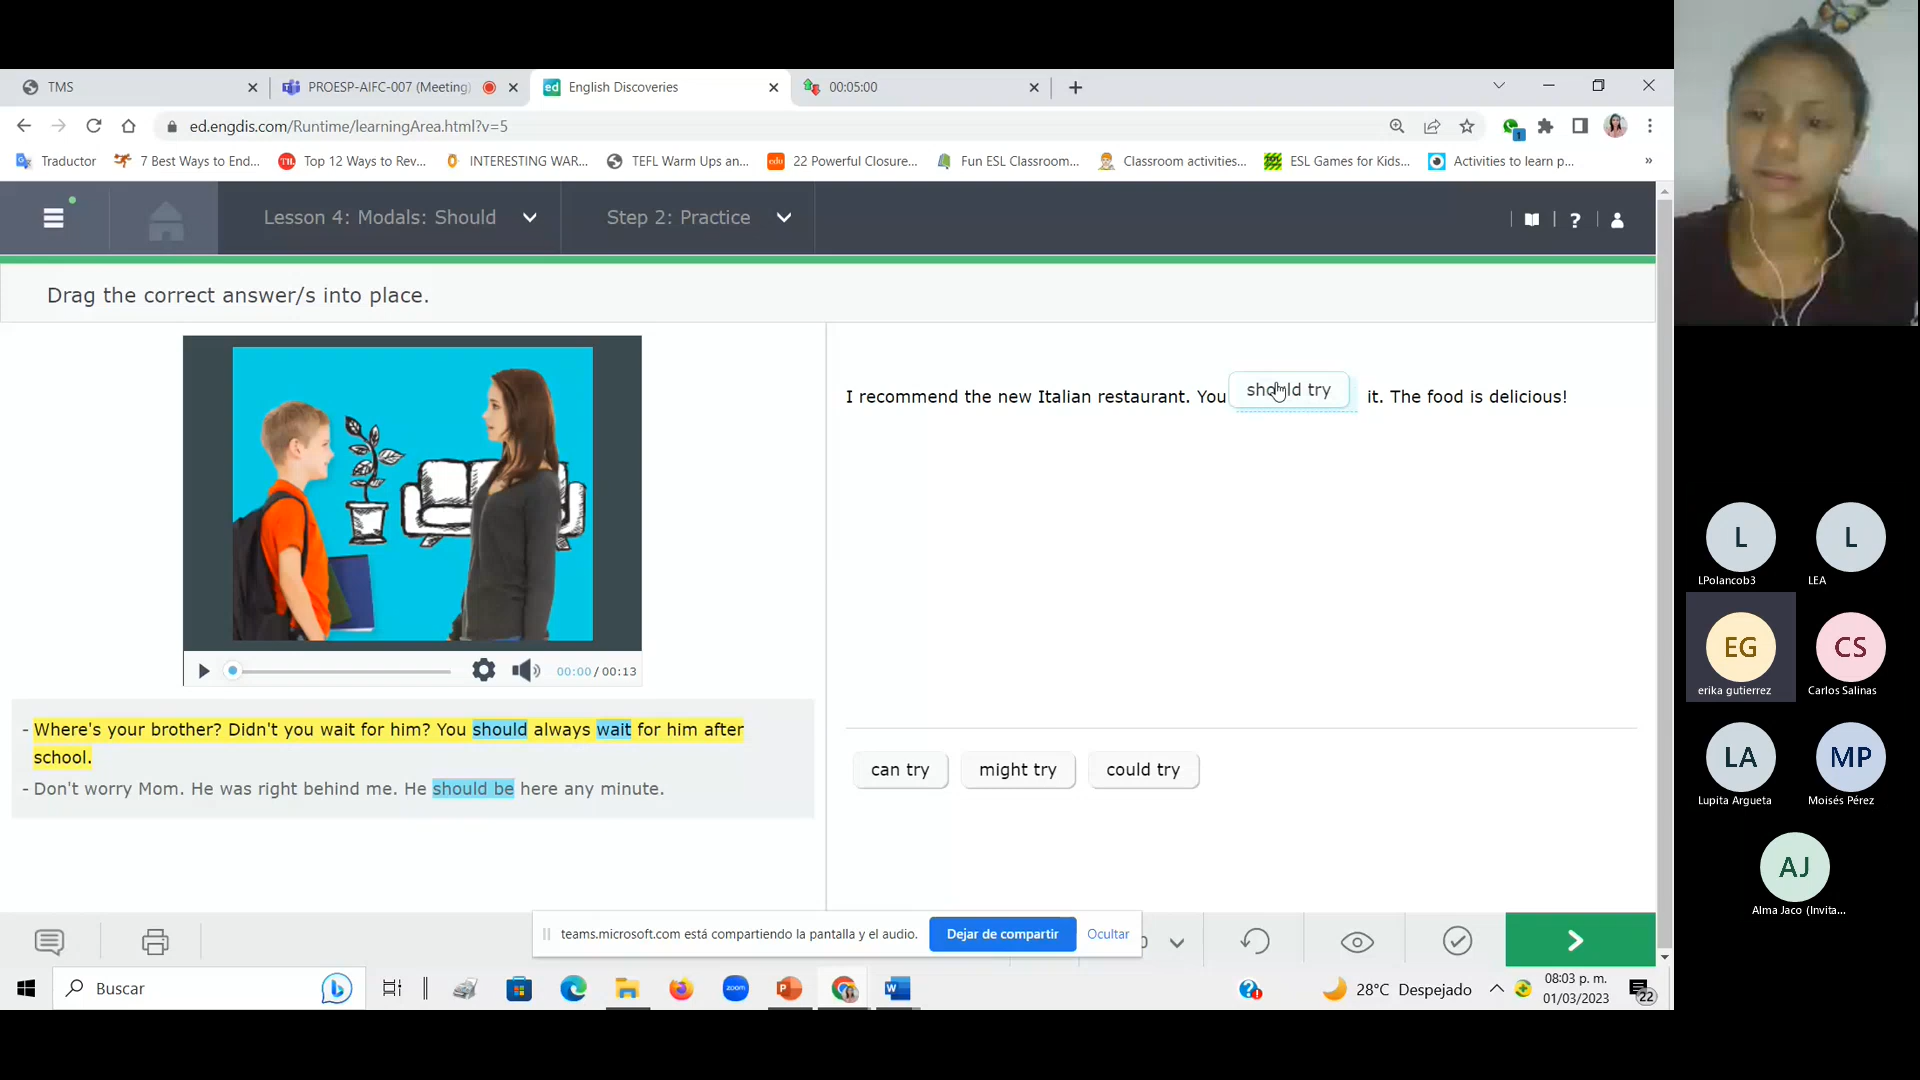 TMS
PROESP-AIFC-007 (Meeting)
ed English Discoveries
00:05:00
ed.engdis.com/Runtime/learningArea.html?v=5
Traductor
7 Best Ways to End...
Top 12 Ways to Rev...
INTERESTING WAR...
TEFL Warm Ups an...
edu 22 Powerful Closure...
Fun ESL Classroom...
Classroom activities...
ESL Games for Kids...
Activities to learn p...
»
Lesson 4: Modals: Should
Step 2: Practice
?
Drag the correct answer/s into place.
I recommend the new Italian restaurant. You should try it. The food is delicious!
00:00 / 00:13
- Where's your brother? Didn't you wait for him? You should always wait for him after
school.
- Don't worry Mom. He was right behind me. He should be here any minute.
can try
might try
could try
teams.microsoft.com está compartiendo la pantalla y el audio.
Dejar de compartir
Ocultar
Buscar
zoom
28°C Despejado
08:03 p. m.
01/03/2023
22
L
LPolancob3
L
LEA
EG
erika gutierrez
CS
Carlos Salinas
LA
Lupita Argueta
MP
Moisés Pérez
AJ
Alma Jaco (Invita...